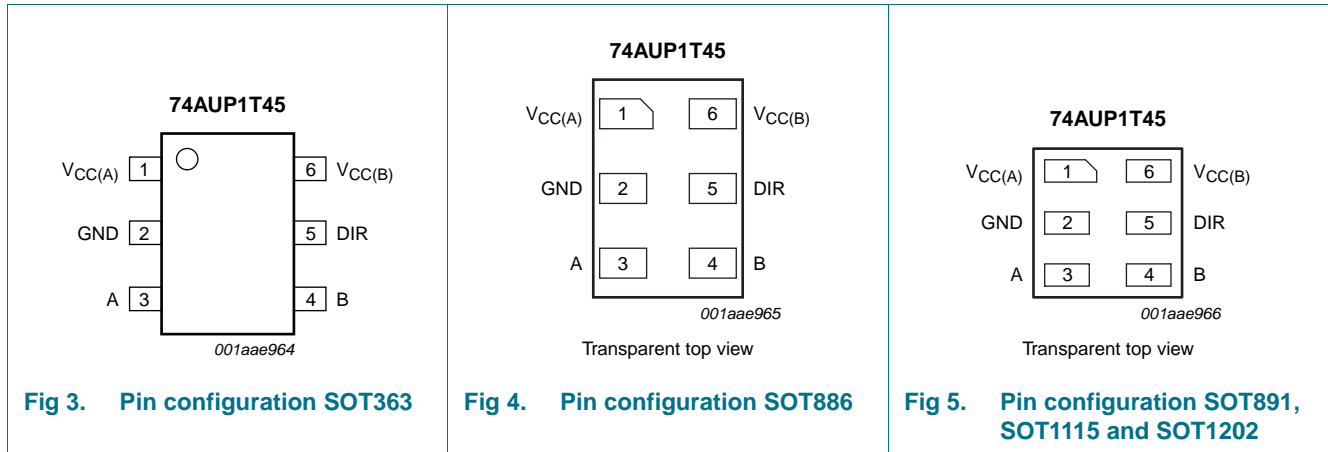 74AUP1T45
VCC(A) 1 6 VCC(B)
GND 2 5 DIR
A 3 4 B
001aae964
Fig 3. Pin configuration SOT363
74AUP1T45
VCC(A) 1 6 VCC(B)
GND 2 5 DIR
A 3 4 B
001aae965
Transparent top view
Fig 4. Pin configuration SOT886
74AUP1T45
VCC(A) 1 6 VCC(B)
GND 2 5 DIR
A 3 4 B
001aae966
Transparent top view
Fig 5. Pin configuration SOT891,
SOT1115 and SOT1202